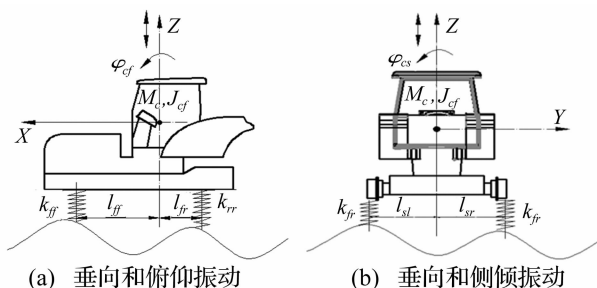 Z
φcf
Mc,Jcf
X
kff
lff
lfr
krr
(a) 垂向和俯仰振动
Z
φcs
Mc,Jcf
Y
kfr
lsl
lsr
kfr
(b) 垂向和侧倾振动